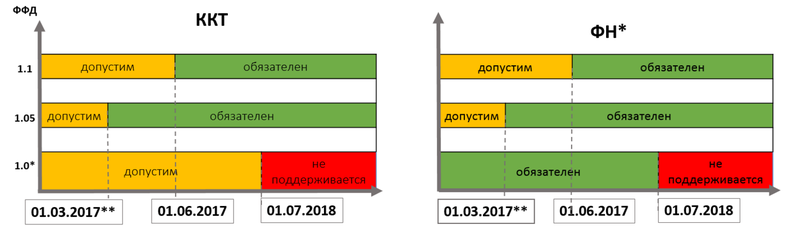 ФФД
ККТ
1.1
допустим
обязателен
1.05
допустим
обязателен
1.0*
допустим
не
поддерживается
01.03.2017**
01.06.2017
01.07.2018
ФН*
допустим
обязателен
допустим
обязателен
обязателен
не
поддерживается
01.03.2017**
01.06.2017
01.07.2018